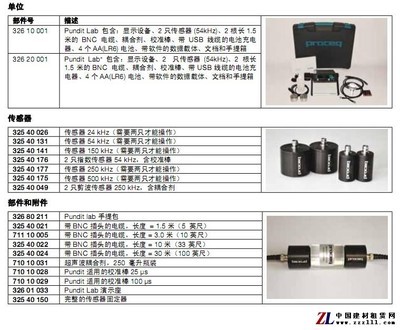 单位
部件号 描述
326 10 001 Pundit Lab 包含：显示设备、2 只传感器 (54kHz)、2 根长 1.5
米的 BNC 电缆、耦合剂、校准棒、带 USB 线缆的电池充电
器、4 个 AA(LR6) 电池、带软件的数据载体、文档和手提箱
326 20 001 Pundit Lab⁺ 包含：显示设备、2 只传感器 (54kHz)、2 根长
1.5 米的 BNC 电缆、耦合剂、校准棒、带 USB 线缆的电池充
电器、4 个 AA(LR6) 电池、带软件的数据载体、文档和手提箱
proceq
传感器
325 40 026 传感器 24 kHz（需要两只才能操作）
325 40 131 传感器 54 kHz（需要两只才能操作）
325 40 141 传感器 150 kHz（需要两只才能操作）
325 40 176 2 只指数传感器 54 kHz，含校准棒
325 40 177 传感器 250 kHz（需要两只才能操作）
325 40 175 传感器 500 kHz（需要两只才能操作）
325 40 049 2 只剪波传感器 250 kHz，含耦合剂
部件和附件
326 80 211 Pundit lab 手提包
325 40 021 带 BNC 插头的电缆，长度 = 1.5 米（5 英尺）
711 10 005 带 BNC 插头的电缆，长度 = 3.0 米（10 英尺）
325 40 022 带 BNC 插头的电缆，长度 = 10 米（33 英尺）
325 40 024 带 BNC 插头的电缆，长度 = 30 米（100 英尺）
710 10 031 超声波耦合剂，250 毫升瓶装
710 10 028 Pundit 适用的校准棒 25 µs
710 10 029 Pundit 适用的校准棒 100 µs
326 01 033 Pundit Lab 演示座
325 40 150 完整的传感器固定器
ZL 中国建材租赁网
www.zzzl11.com